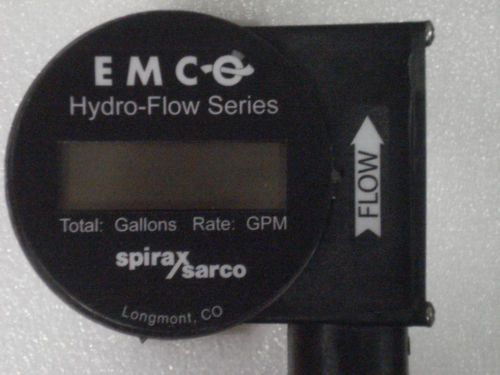 EMCO
Hydro-Flow Series
Total: Gallons Rate: GPM
spirax/sarco
Longmont, CO
FLOW